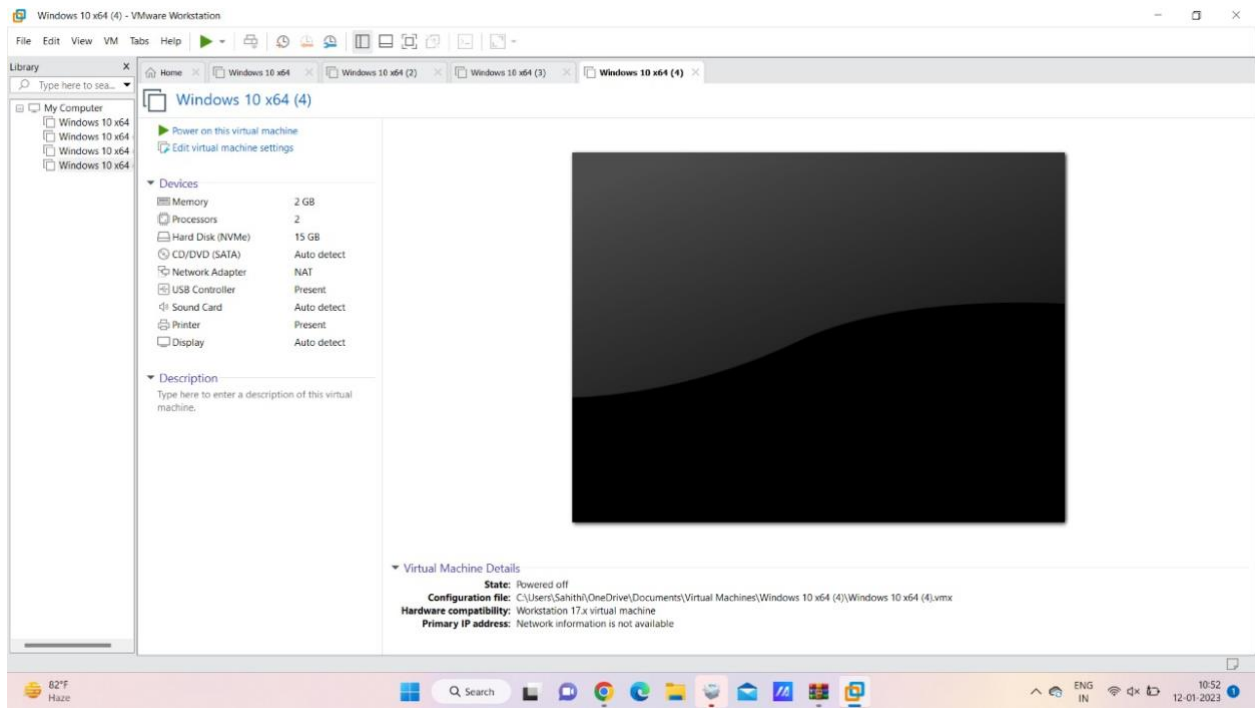 Windows 10 x64 (4) - VMware Workstation
File Edit View VM Tabs Help
Library X
Type here to sea...
My Computer
Windows 10 x64
Windows 10 x64
Windows 10 x64
Windows 10 x64
Home
Windows 10 x64
Windows 10 x64 (2)
Windows 10 x64 (3)
Windows 10 x64 (4)
Windows 10 x64 (4)
Power on this virtual machine
Edit virtual machine settings
Devices
Memory 2 GB
Processors 2
Hard Disk (NVMe) 15 GB
CD/DVD (SATA) Auto detect
Network Adapter NAT
USB Controller Present
Sound Card Auto detect
Printer Present
Display Auto detect
Description
Type here to enter a description of this virtual
machine.
Virtual Machine Details
State: Powered off
Configuration file: C:\Users\Sahithi\OneDrive\Documents\Virtual Machines\Windows 10 x64 (4)\Windows 10 x64 (4).vmx
Hardware compatibility: Workstation 17.x virtual machine
Primary IP address: Network information is not available
82°F
Haze
Search
ENG
IN
10:52
12-01-2023
1